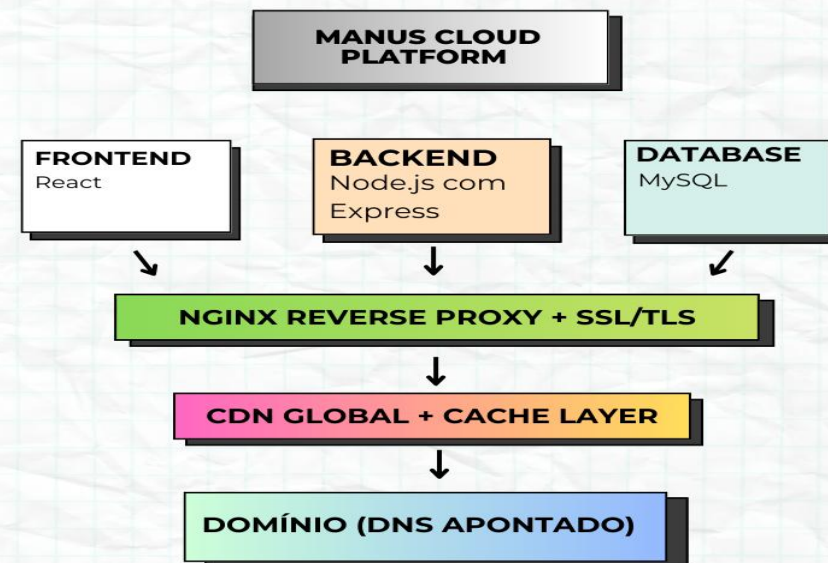 MANUS CLOUD
PLATFORM
FRONTEND
React
BACKEND
Node.js com
Express
DATABASE
MySQL
NGINX REVERSE PROXY + SSL/TLS
CDN GLOBAL + CACHE LAYER
DOMÍNIO (DNS APONTADO)